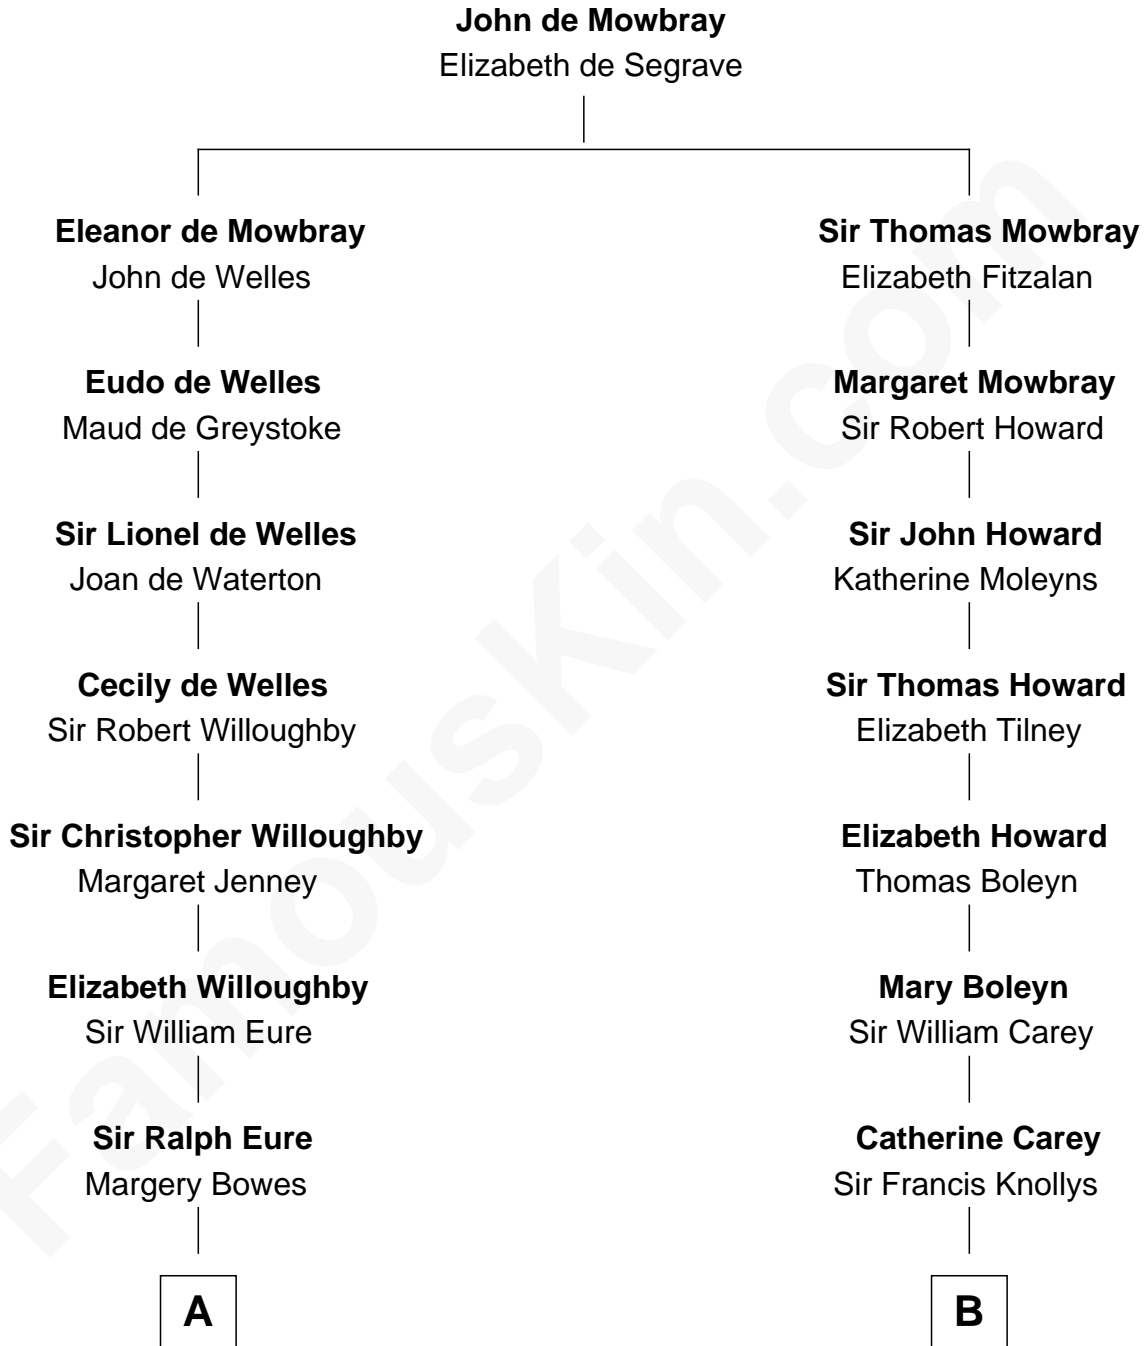 John de Mowbray
Elizabeth de Segrave
Eleanor de Mowbray
John de Welles
Eudo de Welles
Maud de Greystoke
Sir Lionel de Welles
Joan de Waterton
Cecily de Welles
Sir Robert Willoughby
Sir Christopher Willoughby
Margaret Jenney
Elizabeth Willoughby
Sir William Eure
Sir Ralph Eure
Margery Bowes
A
Sir Thomas Mowbray
Elizabeth Fitzalan
Margaret Mowbray
Sir Robert Howard
Sir John Howard
Katherine Moleyns
Sir Thomas Howard
Elizabeth Tilney
Elizabeth Howard
Thomas Boleyn
Mary Boleyn
Sir William Carey
Catherine Carey
Sir Francis Knollys
B
FamousKin.com